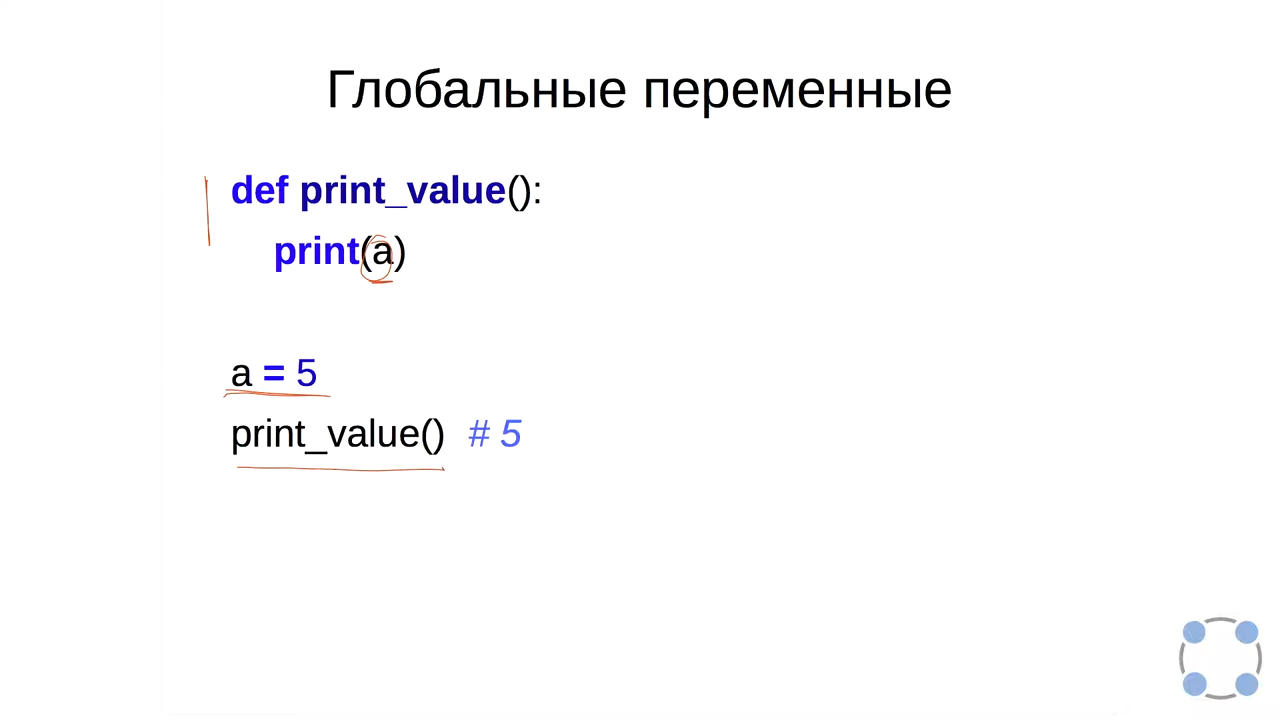 Глобальные переменные
def print_value():
print(a)
a = 5
print_value() # 5